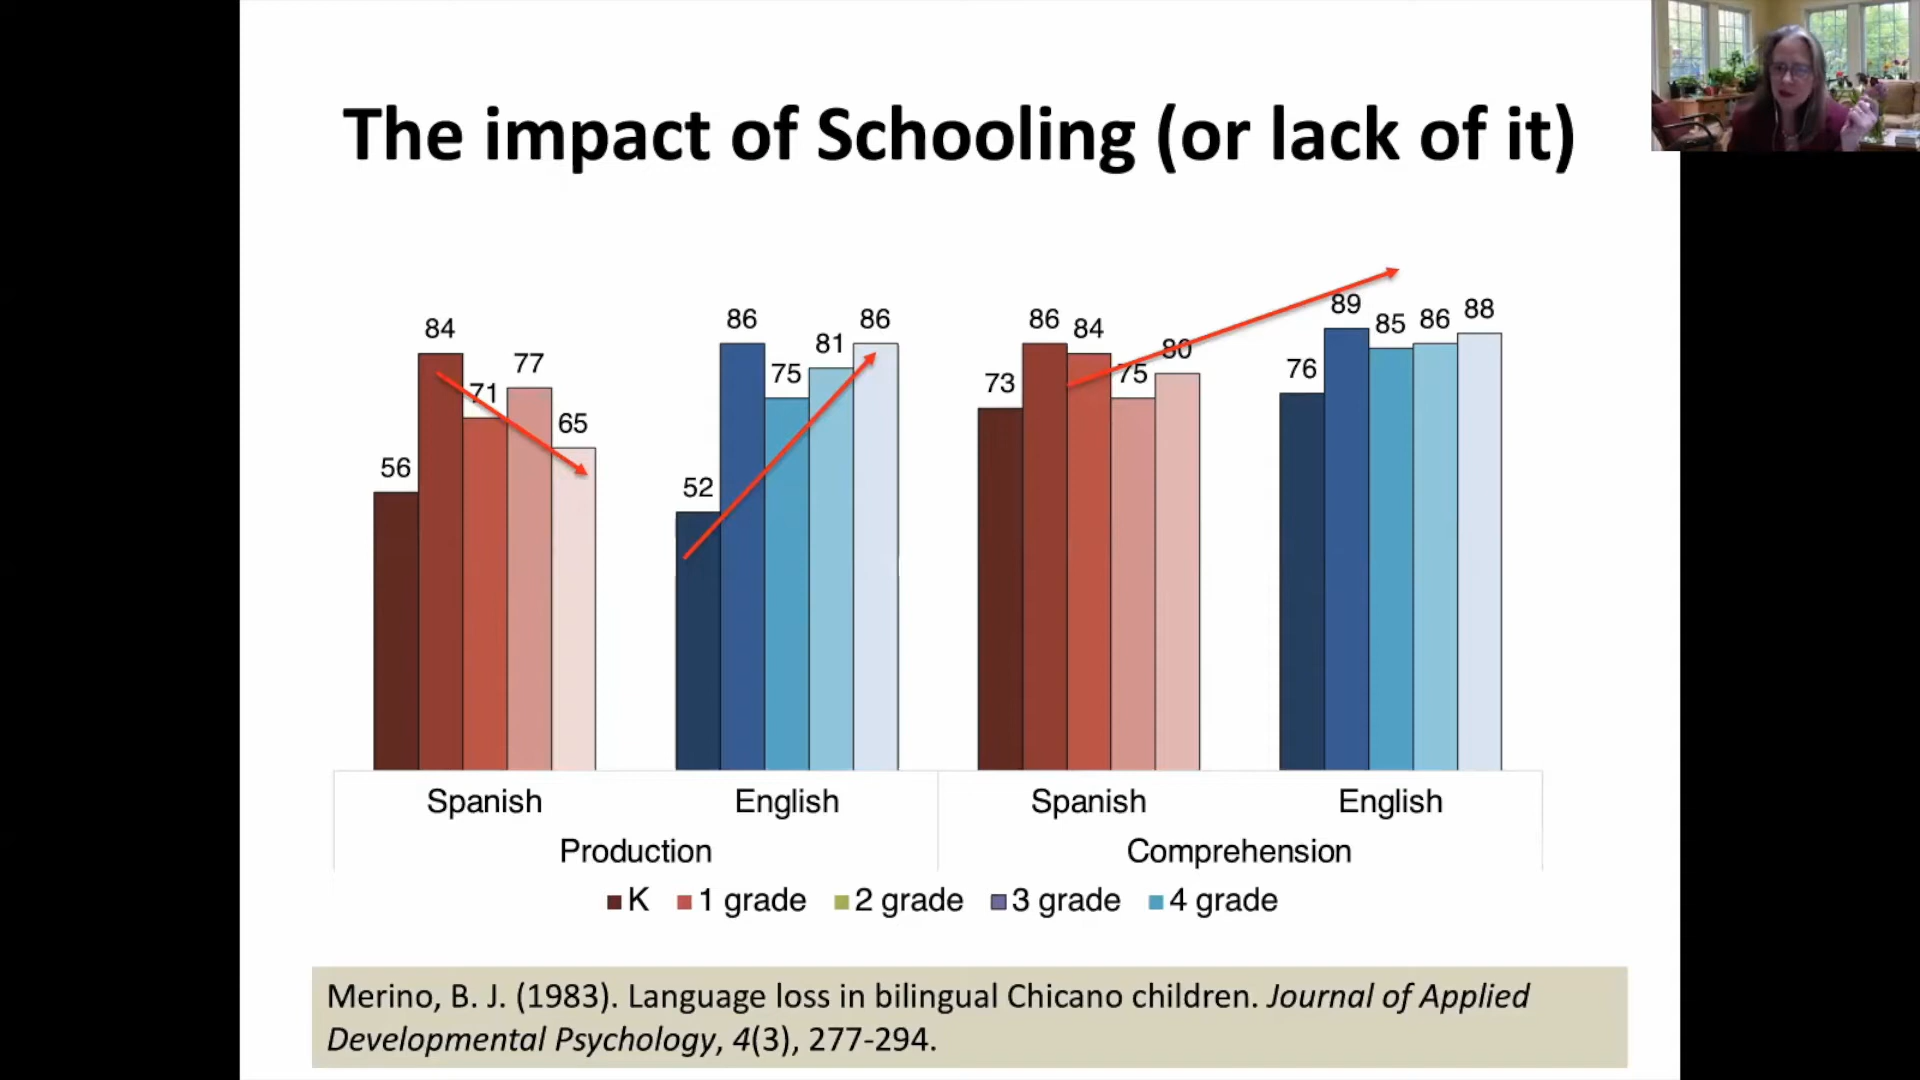 The impact of Schooling (or lack of it)
56
84
71
77
65
52
86
75
81
86
73
86
84
75
80
76
89
85
86
88
Spanish
English
Spanish
English
Production
Comprehension
K
1 grade
2 grade
3 grade
4 grade
Merino, B. J. (1983). Language loss in bilingual Chicano children. Journal of Applied
Developmental Psychology, 4(3), 277-294.